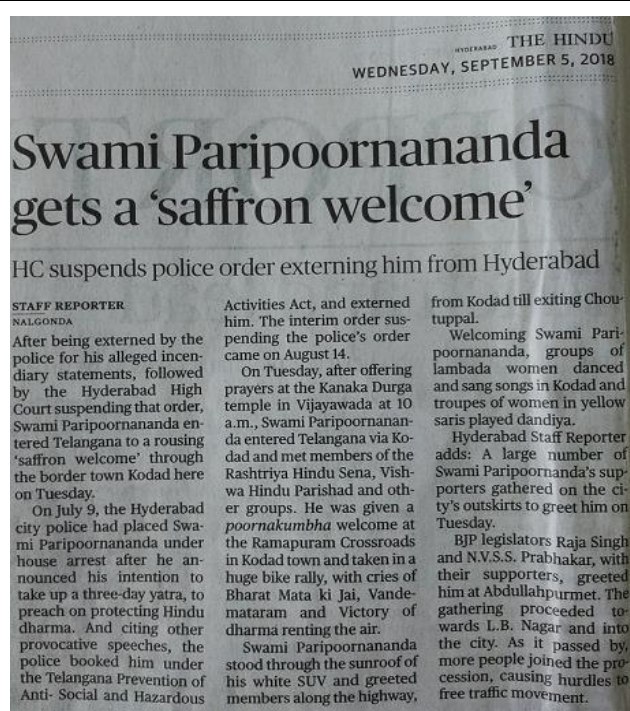 HYDERABAD THE HINDU
WEDNESDAY, SEPTEMBER 5, 2018
Swami Paripoornananda
gets a ‘saffron welcome’
HC suspends police order externing him from Hyderabad
STAFF REPORTER
NALGONDA
After being externed by the
police for his alleged incen-
diary statements, followed
by the Hyderabad High
Court suspending that order,
Swami Paripoornananda en-
tered Telangana to a rousing
‘saffron welcome’ through
the border town Kodad here
on Tuesday.
On July 9, the Hyderabad
city police had placed Swa-
mi Paripoornananda under
house arrest after he an-
nounced his intention to
take up a three-day yatra, to
preach on protecting Hindu
dharma. And citing other
provocative speeches, the
police booked him under
the Telangana Prevention of
Anti- Social and Hazardous
Activities Act, and externed
him. The interim order sus-
pending the police’s order
came on August 14.
On Tuesday, after offering
prayers at the Kanaka Durga
temple in Vijayawada at 10
a.m., Swami Paripoornanan-
da entered Telangana via Ko-
dad and met members of the
Rashtriya Hindu Sena, Vish-
wa Hindu Parishad and oth-
er groups. He was given a
poornakumbha welcome at
the Ramapuram Crossroads
in Kodad town and taken in a
huge bike rally, with cries of
Bharat Mata ki Jai, Vande-
mataram and Victory of
dharma renting the air.
Swami Paripoornananda
stood through the sunroof of
his white SUV and greeted
members along the highway,
from Kodad till exiting Chou-
tuppal.
Welcoming Swami Pari-
poornananda, groups of
lambada women danced
and sang songs in Kodad and
troupes of women in yellow
saris played dandiya.
Hyderabad Staff Reporter
adds: A large number of
Swami Paripoornanda’s sup-
porters gathered on the ci-
ty’s outskirts to greet him on
Tuesday.
BJP legislators Raja Singh
and N.V.S.S. Prabhakar, with
their supporters, greeted
him at Abdullahpurmet. The
gathering proceeded to-
wards L.B. Nagar and into
the city. As it passed by,
more people joined the pro-
cession, causing hurdles to
free traffic movement.